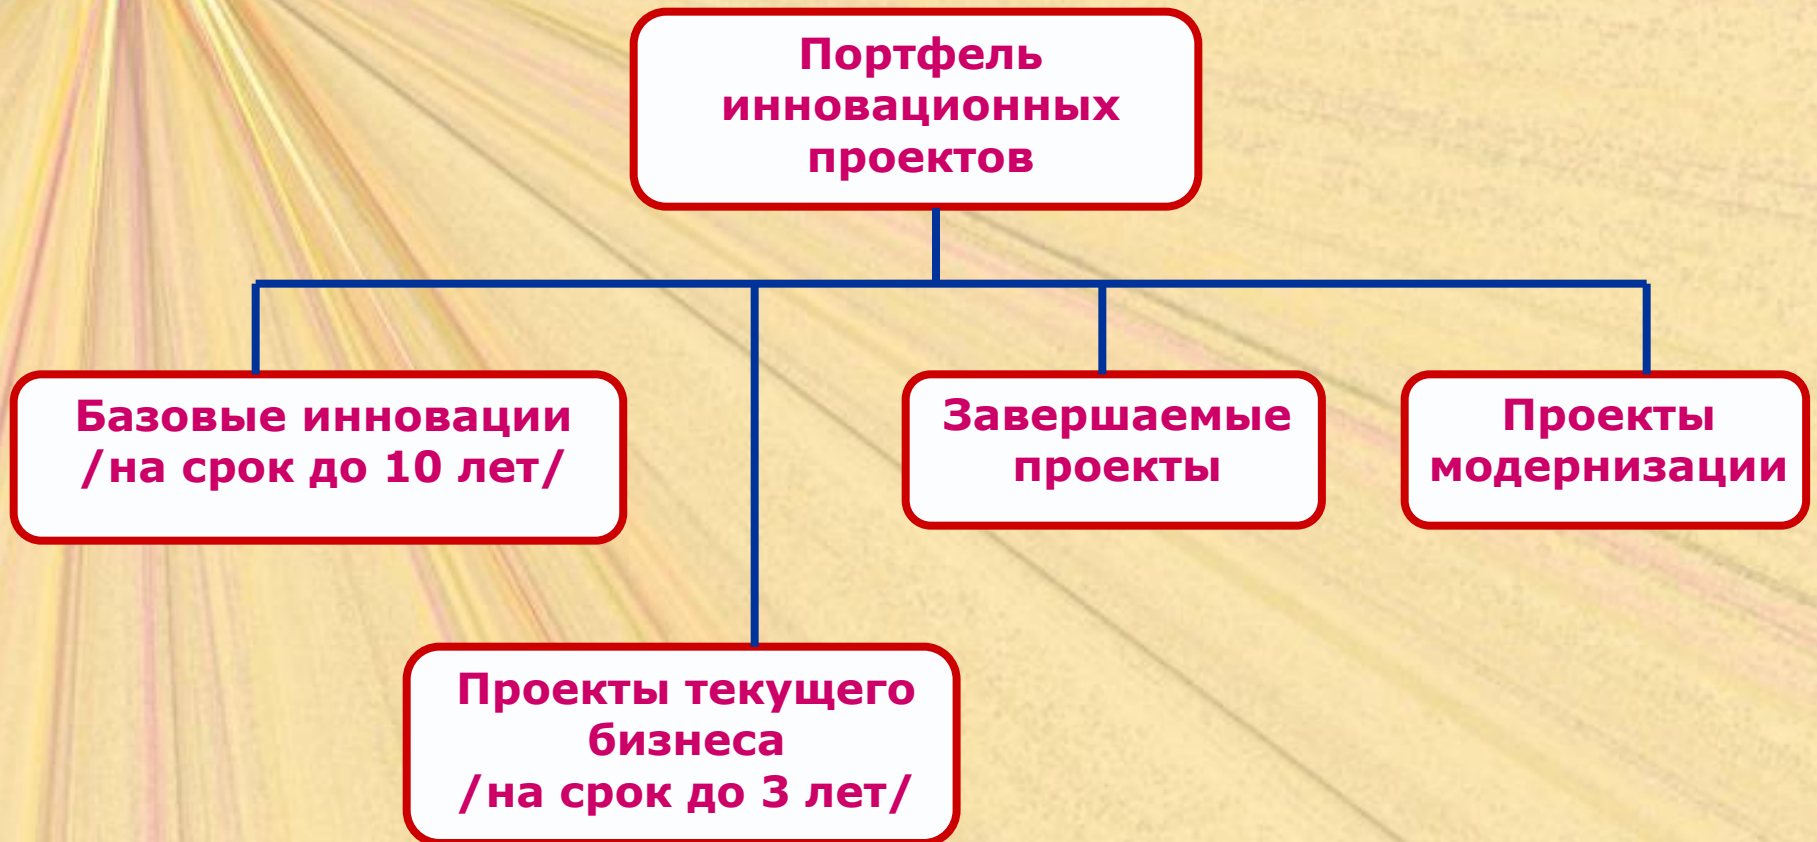 Портфель
инновационных
проектов
Базовые инновации
/на срок до 10 лет/
Завершаемые
проекты
Проекты
модернизации
Проекты текущего
бизнеса
/на срок до 3 лет/